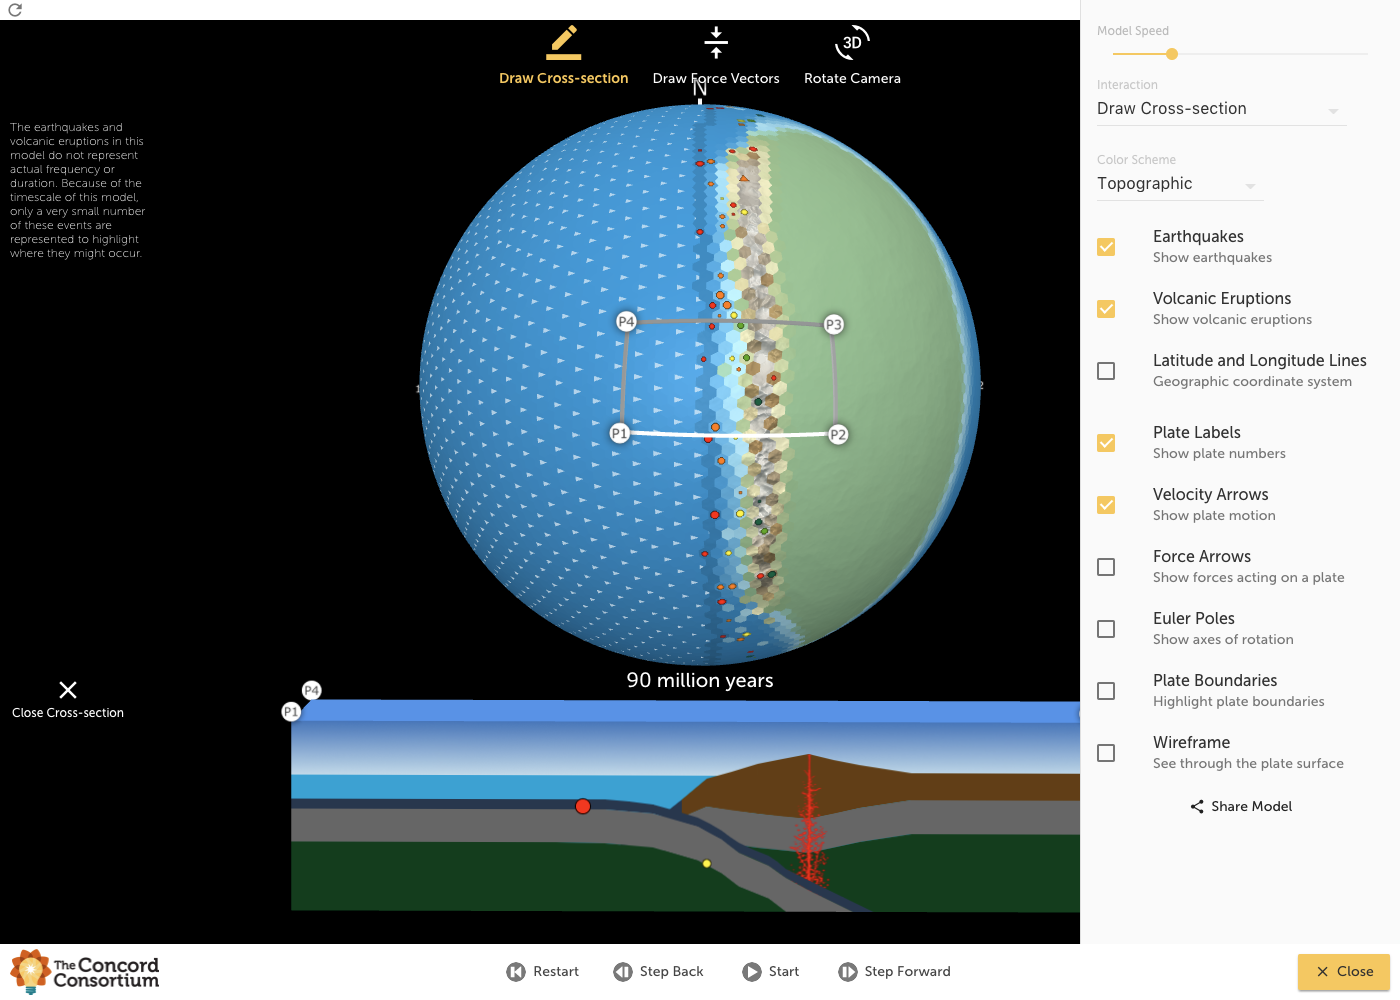 Draw Cross-section
Draw Force Vectors
3D
Rotate Camera
N
The earthquakes and
volcanic eruptions in this
model do not represent
actual frequency or
duration. Because of the
timescale of this model,
only a very small number
of these events are
represented to highlight
where they might occur.
P4
P3
P1
P2
1
2
90 million years
Close Cross-section
P4
P1
Model Speed
Interaction
Draw Cross-section
Color Scheme
Topographic
Earthquakes
Show earthquakes
Volcanic Eruptions
Show volcanic eruptions
Latitude and Longitude Lines
Geographic coordinate system
Plate Labels
Show plate numbers
Velocity Arrows
Show plate motion
Force Arrows
Show forces acting on a plate
Euler Poles
Show axes of rotation
Plate Boundaries
Highlight plate boundaries
Wireframe
See through the plate surface
Share Model
The Concord
Consortium
Restart
Step Back
Start
Step Forward
Close